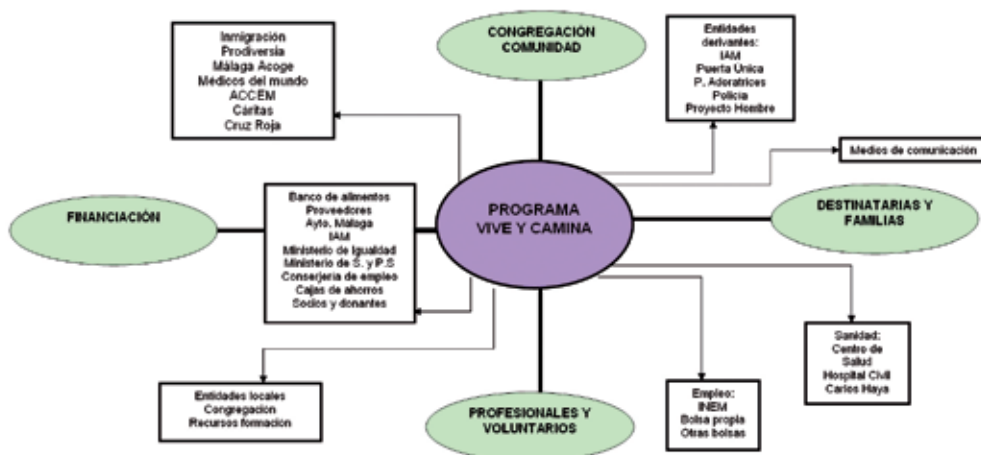 Inmigración
Prodiversia
Málaga Acoge
Médicos del mundo
ACCEM
Cáritas
Cruz Roja
CONGREGACIÓN
COMUNIDAD
Entidades
derivantes:
IAM
Puerta Única
P. Adoratrices
Policía
Proyecto Hombre
Medios de comunicación
FINANCIACIÓN
Banco de alimentos
Proveedores
Ayto. Málaga
IAM
Ministerio de Igualdad
Ministerio de S. y P.S
Consejería de empleo
Cajas de ahorros
Socios y donantes
PROGRAMA
VIVE Y CAMINA
DESTINATARIAS Y
FAMILIAS
Entidades locales
Congregación
Recursos formación
PROFESIONALES Y
VOLUNTARIOS
Empleo:
INEM
Bolsa propia
Otras bolsas
Sanidad:
Centro de
Salud
Hospital Civil
Carlos Haya